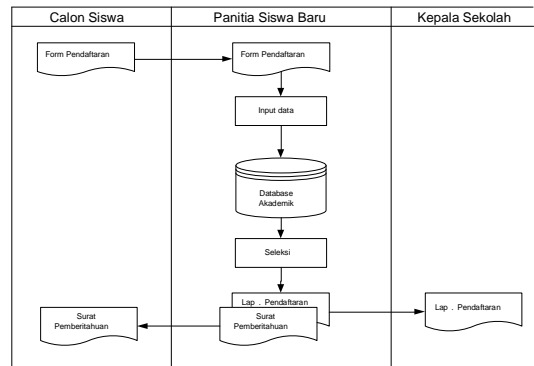 Calon Siswa
Panitia Siswa Baru
Kepala Sekolah
Form Pendaftaran
Form Pendaftaran
Input data
Database
Akademik
Seleksi
Lap . Pendaftaran
Surat
Pemberitahuan
Surat
Pemberitahuan
Lap . Pendaftaran